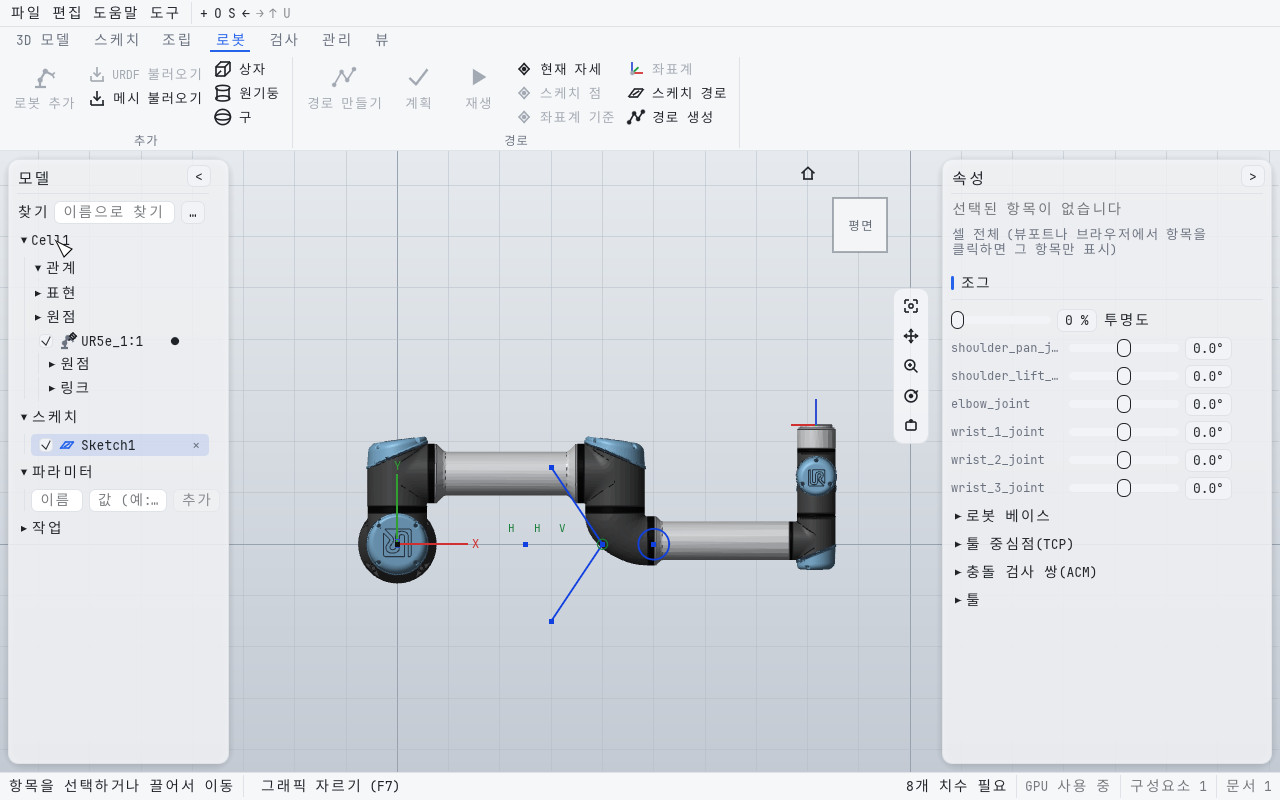 파일 편집 도움말 도구 + O S ← → ↑ U
3D 모델 스케치 조립 로봇 검사 관리 뷰
로봇 추가
URDF 불러오기
메시 불러오기
상자
원기둥
구
추가
경로 만들기
계획
재생
현재 자세
스케치 점
좌표계 기준
좌표계
스케치 경로
경로 생성
경로
모델 <
찾기 이름으로 찾기 …
▾ Cell1
▾ 관계
▸ 표현
▸ 원점
UR5e_1:1 ●
▸ 원점
▸ 링크
▾ 스케치
Sketch1 ×
▾ 파라미터
이름 값 (예:… 추가
▸ 작업
평면
Y
X
H H V
UR
UR
속성 >
선택된 항목이 없습니다
셀 전체 (뷰포트나 브라우저에서 항목을
클릭하면 그 항목만 표시)
조그
0 % 투명도
shoulder_pan_j… 0.0°
shoulder_lift_… 0.0°
elbow_joint 0.0°
wrist_1_joint 0.0°
wrist_2_joint 0.0°
wrist_3_joint 0.0°
▸ 로봇 베이스
▸ 툴 중심점(TCP)
▸ 충돌 검사 쌍(ACM)
▸ 툴
항목을 선택하거나 끌어서 이동 그래픽 자르기 (F7) 8개 치수 필요 GPU 사용 중 구성요소 1 문서 1